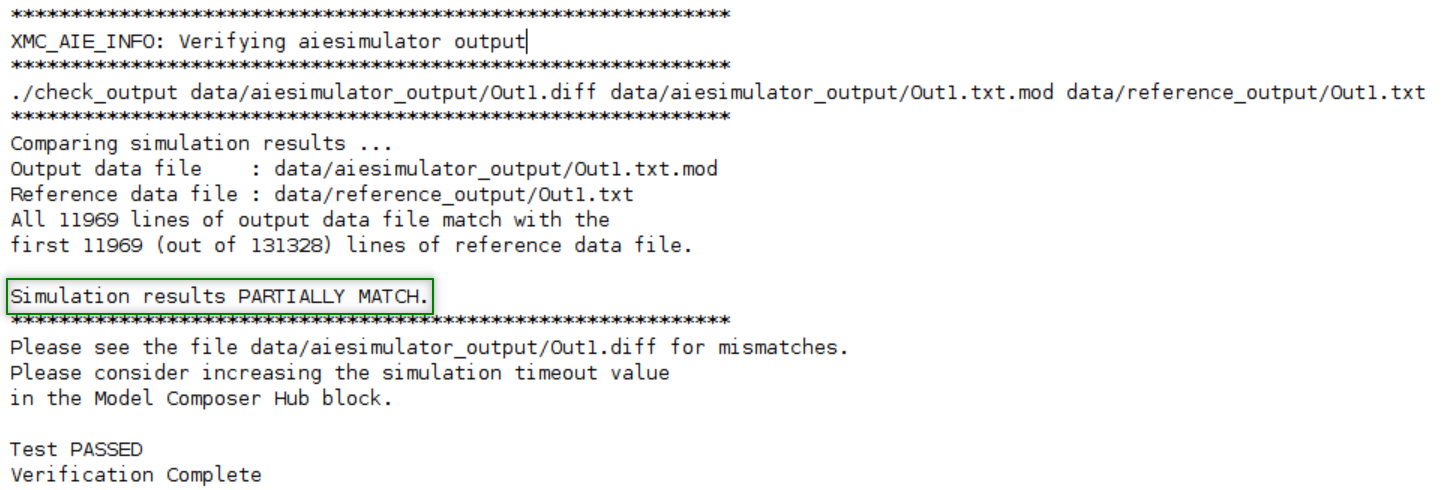 ************************************************************
XMC_AIE_INFO: Verifying aiesimulator output
************************************************************
./check_output data/aiesimulator_output/Out1.diff data/aiesimulator_output/Out1.txt.mod data/reference_output/Out1.txt
************************************************************
Comparing simulation results ...
Output data file    : data/aiesimulator_output/Out1.txt.mod
Reference data file : data/reference_output/Out1.txt
All 11969 lines of output data file match with the
first 11969 (out of 131328) lines of reference data file.
Simulation results PARTIALLY MATCH.
************************************************************
Please see the file data/aiesimulator_output/Out1.diff for mismatches.
Please consider increasing the simulation timeout value
in the Model Composer Hub block.
Test PASSED
Verification Complete